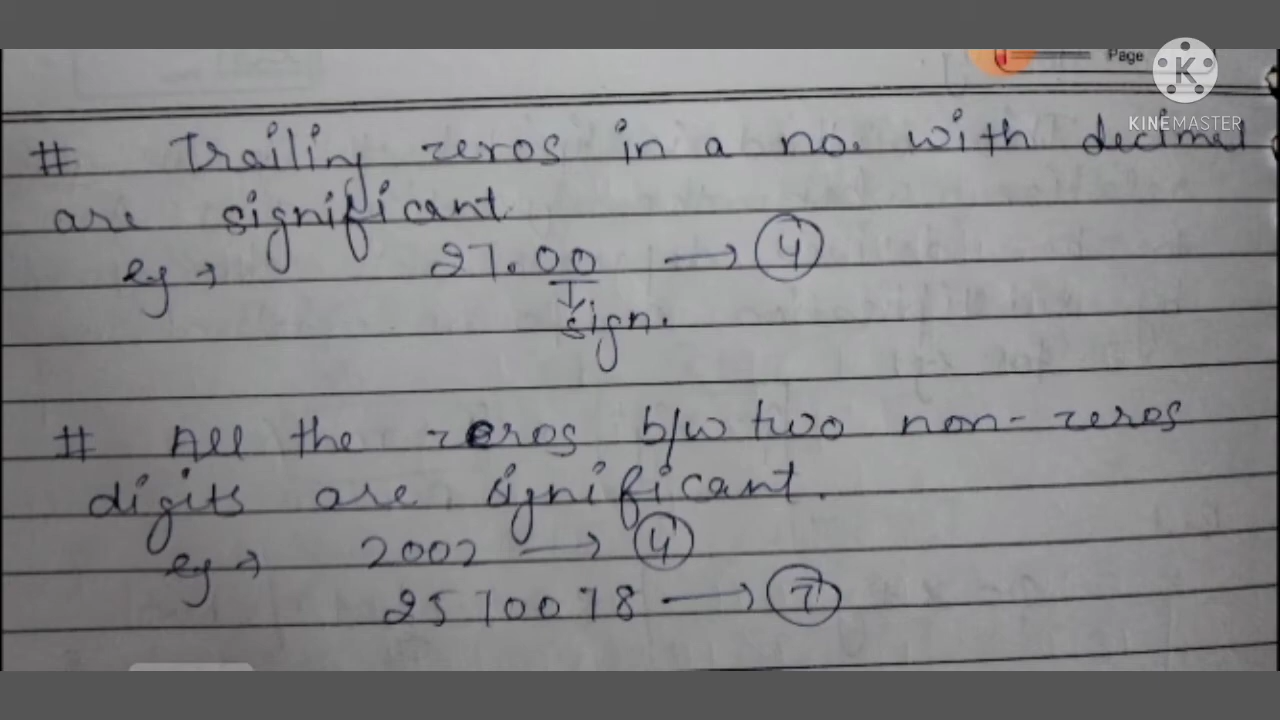 Page
KINEMASTER
# Trailing zeros in a no. with decimal
are significant.
eg → 27.00 → 4
sign.
# All the zeros b/w two non-zeros
digits are significant.
eg → 2002 → 4
2570078 → 7